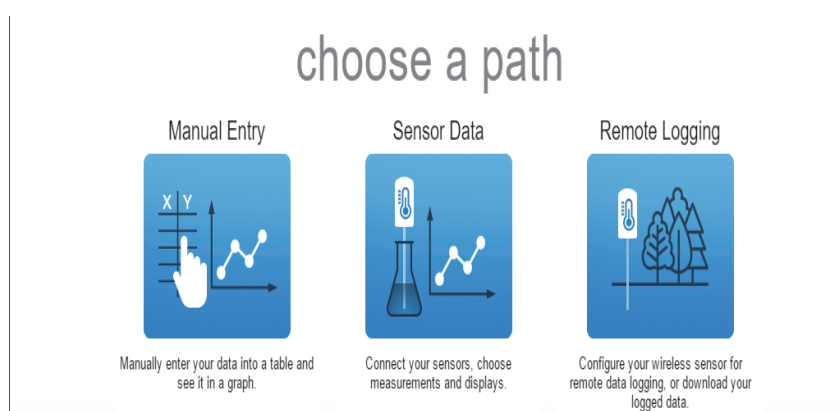 choose a path
Manual Entry
Sensor Data
Remote Logging
X Y
Manually enter your data into a table and
see it in a graph.
Connect your sensors, choose
measurements and displays.
Configure your wireless sensor for
remote data logging, or download your
logged data.